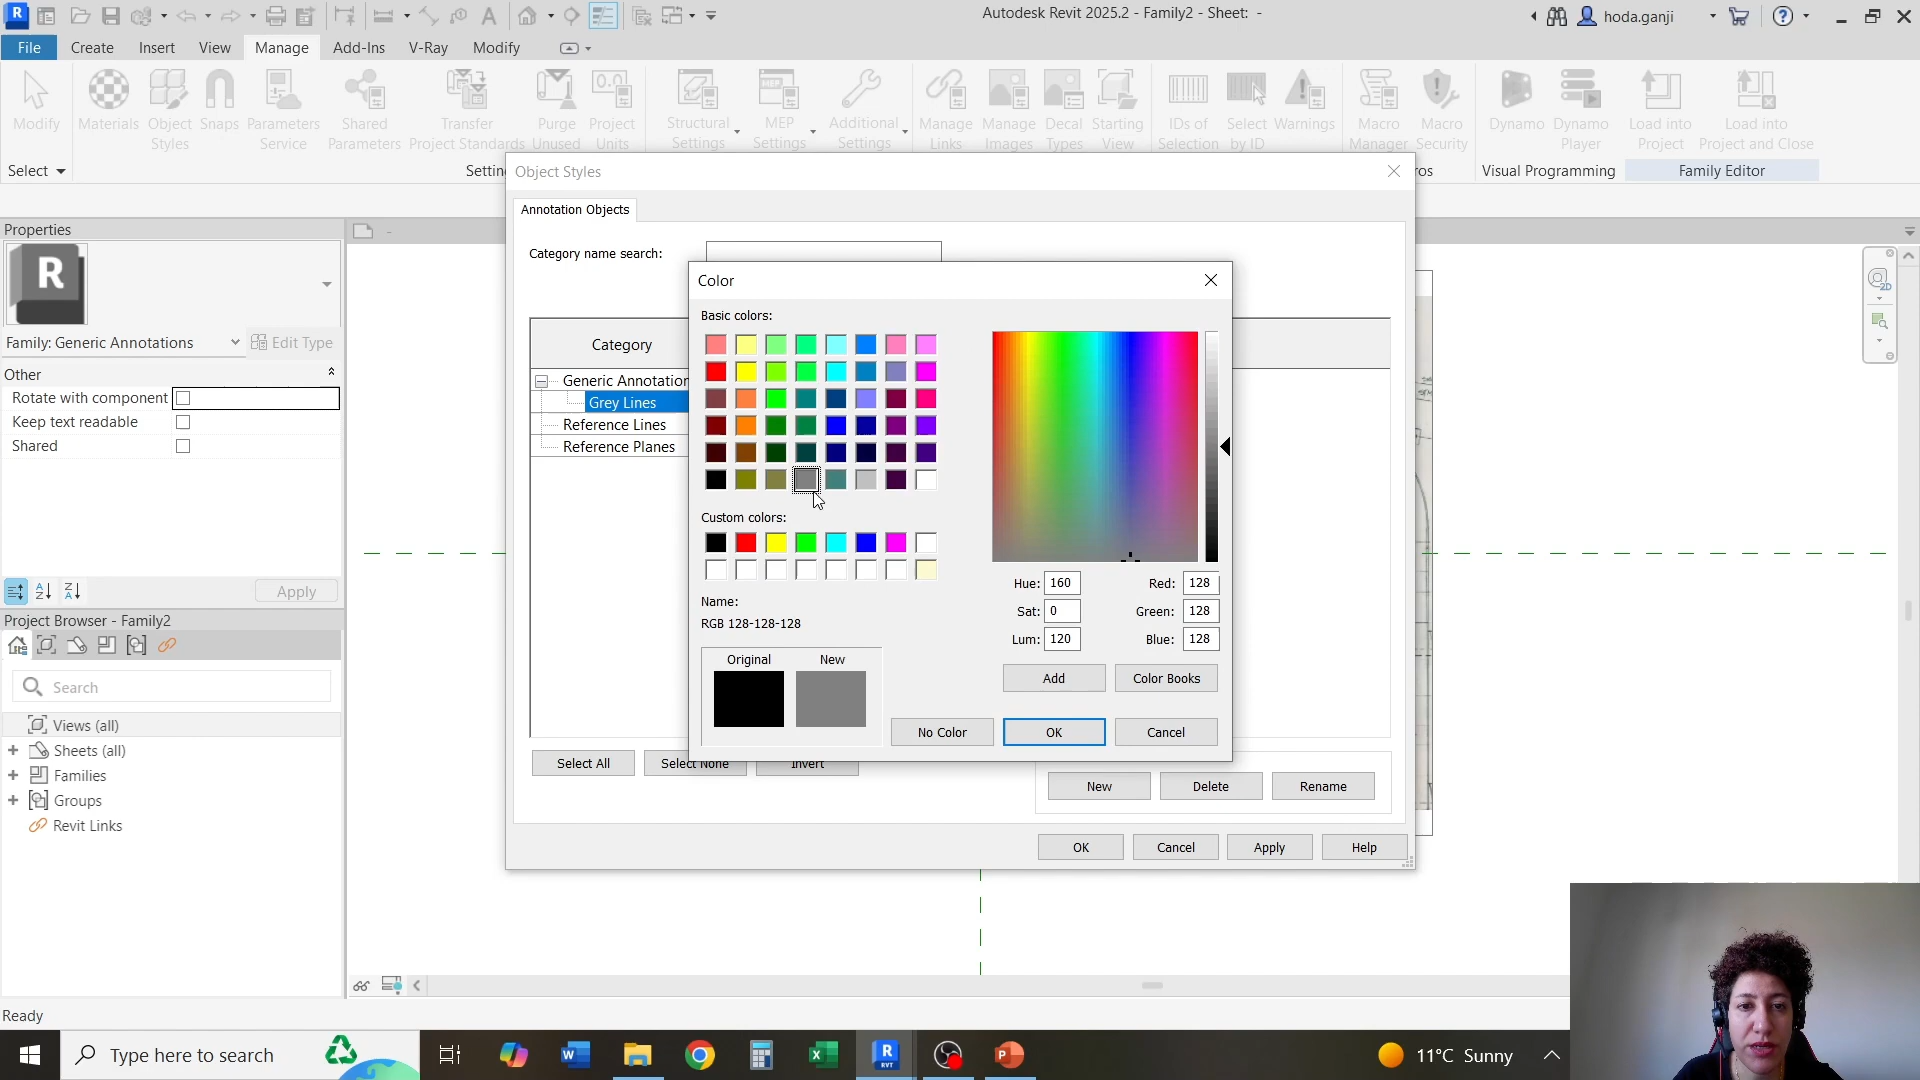 Autodesk Revit 2025.2 - Family2 - Sheet: -
hoda.ganji
File Create Insert View Manage Add-Ins V-Ray Modify
Modify Materials Object Styles Snaps Parameters Service Shared Parameters Transfer Project Standards Purge Unused Project Units Structural Settings MEP Settings Additional Settings Manage Links Manage Images Decal Types Starting View IDs of Selection Select by ID Warnings Macro Manager Macro Security Dynamo Dynamo Player Load into Project Load into Project and Close
Select Visual Programming Family Editor
Object Styles
Annotation Objects
Category name search:
Category
Generic Annotation
Grey Lines
Reference Lines
Reference Planes
Select All Select None Invert
New Delete Rename
OK Cancel Apply Help
Color
Basic colors:
Custom colors:
Name:
RGB 128-128-128
Original New
Hue: 160 Red: 128
Sat: 0 Green: 128
Lum: 120 Blue: 128
Add Color Books
No Color OK Cancel
Properties
R
Family: Generic Annotations Edit Type
Other
Rotate with component
Keep text readable
Shared
Apply
Project Browser - Family2
Search
Views (all)
Sheets (all)
Families
Groups
Revit Links
Ready
Type here to search
11°C Sunny